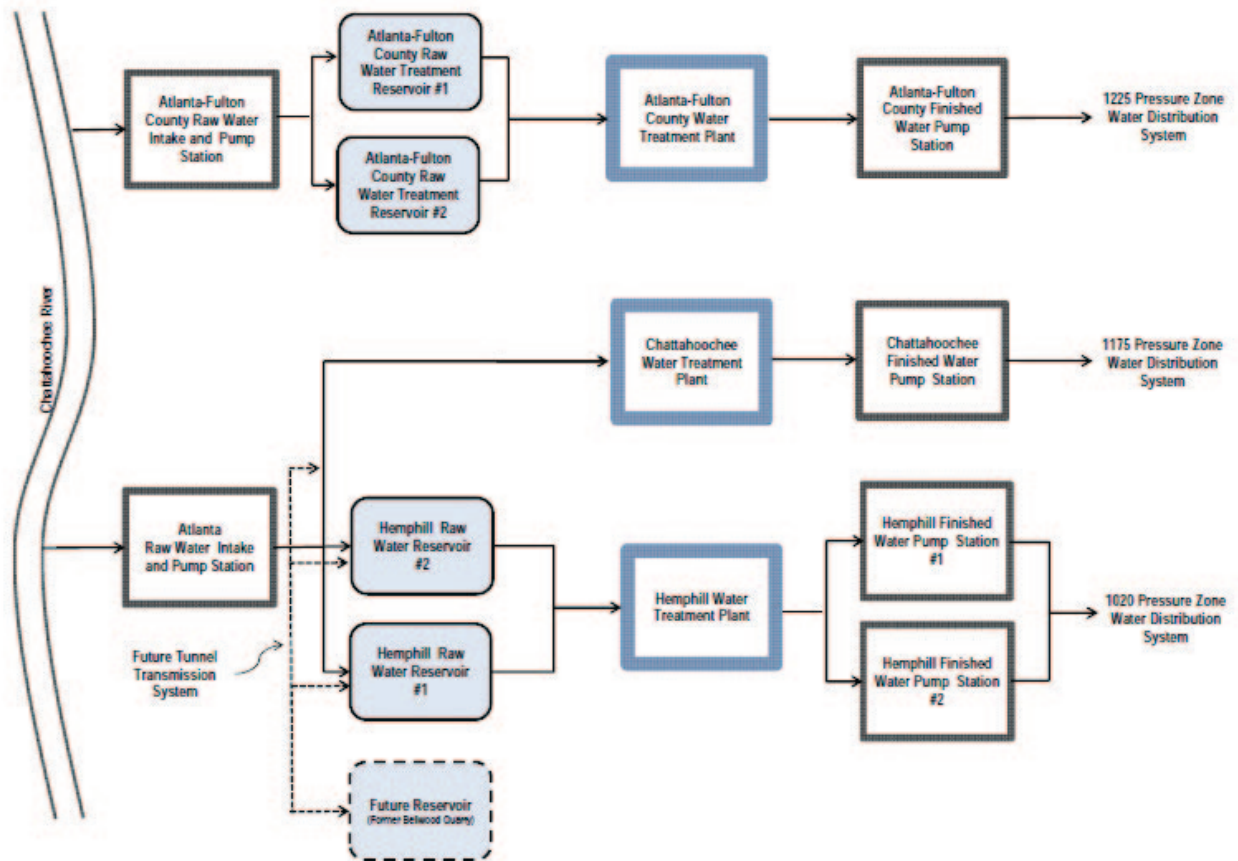 Chattahoochee River
Atlanta-Fulton
County Raw Water
Intake and Pump
Station
Atlanta-Fulton
County Raw
Water Treatment
Reservoir #1
Atlanta-Fulton
County Raw
Water Treatment
Reservoir #2
Atlanta-Fulton
County Water
Treatment Plant
Atlanta-Fulton
County Finished
Water Pump
Station
1225 Pressure Zone
Water Distribution
System
Chattahoochee
Water Treatment
Plant
Chattahoochee
Finished Water
Pump Station
1175 Pressure Zone
Water Distribution
System
Atlanta
Raw Water Intake
and Pump Station
Hemphill Raw
Water Reservoir
#2
Hemphill Raw
Water Reservoir
#1
Hemphill Water
Treatment Plant
Hemphill Finished
Water Pump Station
#1
Hemphill Finished
Water Pump Station
#2
1020 Pressure Zone
Water Distribution
System
Future Tunnel
Transmission
System
Future Reservoir
(Former Bellwood Quarry)